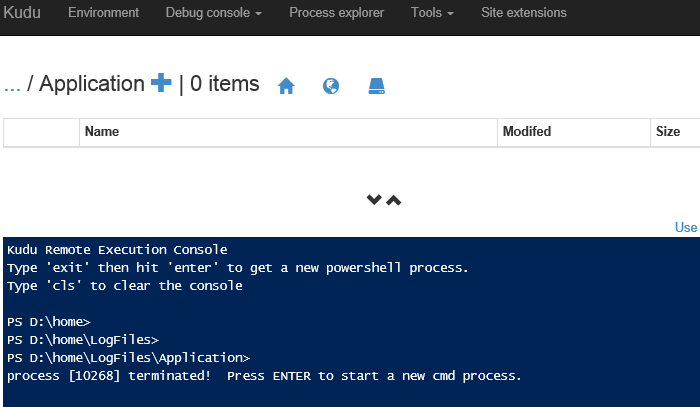 Kudu Environment Debug console Process explorer Tools Site extensions
... / Application | 0 items
Name Modifed Size
Use
Kudu Remote Execution Console
Type 'exit' then hit 'enter' to get a new powershell process.
Type 'cls' to clear the console
PS D:\home>
PS D:\home\LogFiles>
PS D:\home\LogFiles\Application>
process [10268] terminated!  Press ENTER to start a new cmd process.